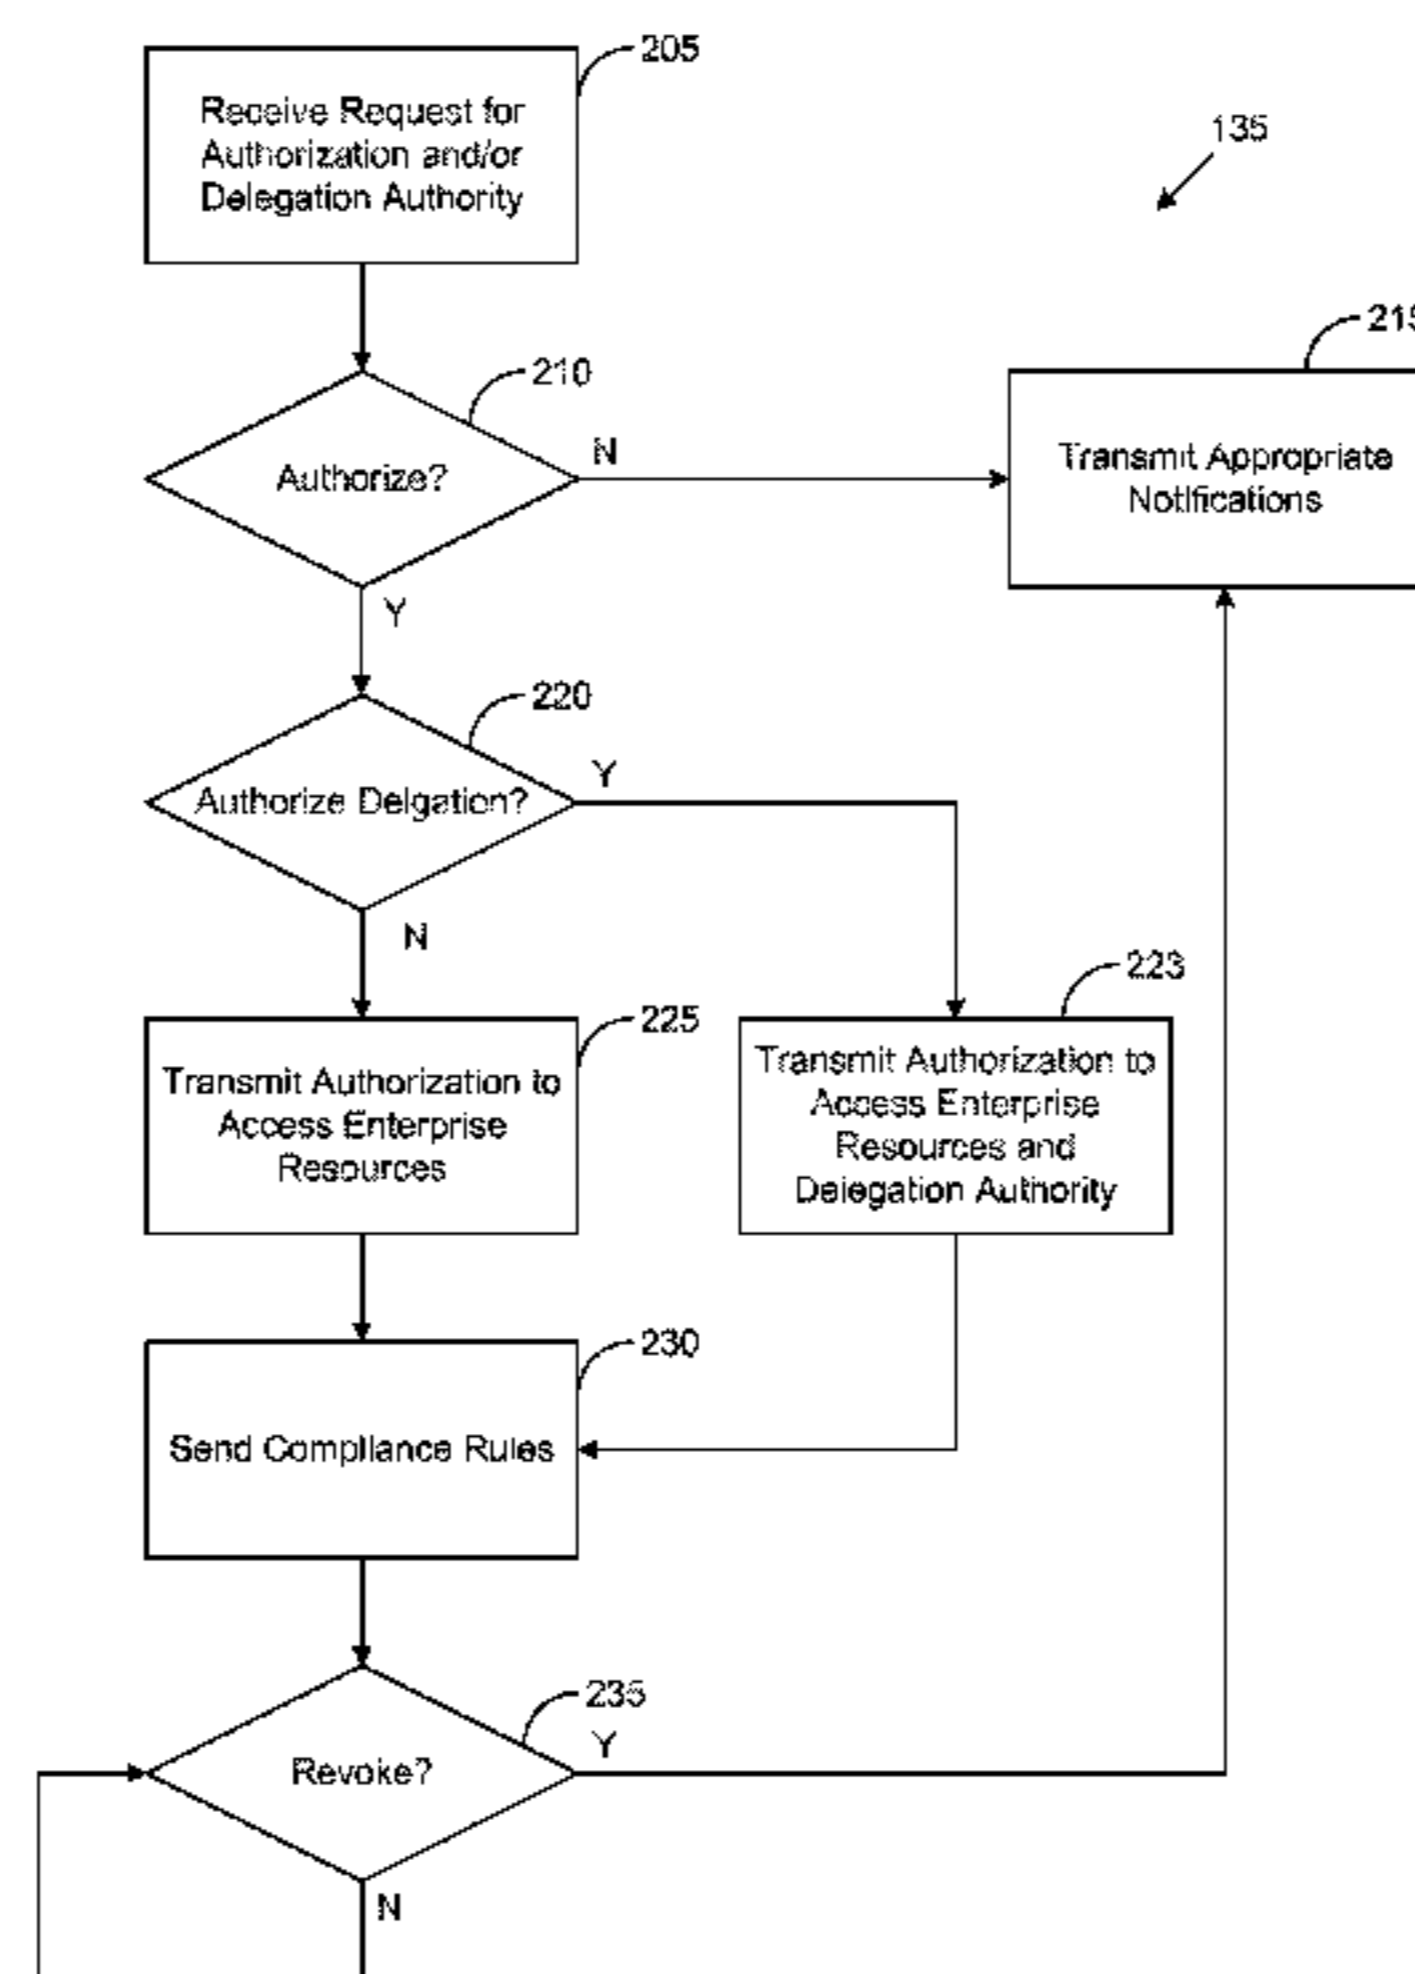 205
Receive Request for
Authorization and/or
Delegation Authority
135
210
Authorize?
N
Y
Transmit Appropriate
Notifications
220
Authorize Delgation?
Y
N
223
225
Transmit Authorization to
Access Enterprise
Resources
Transmit Authorization to
Access Enterprise
Resources and
Delegation Authority
230
Send Compliance Rules
235
Revoke?
Y
N